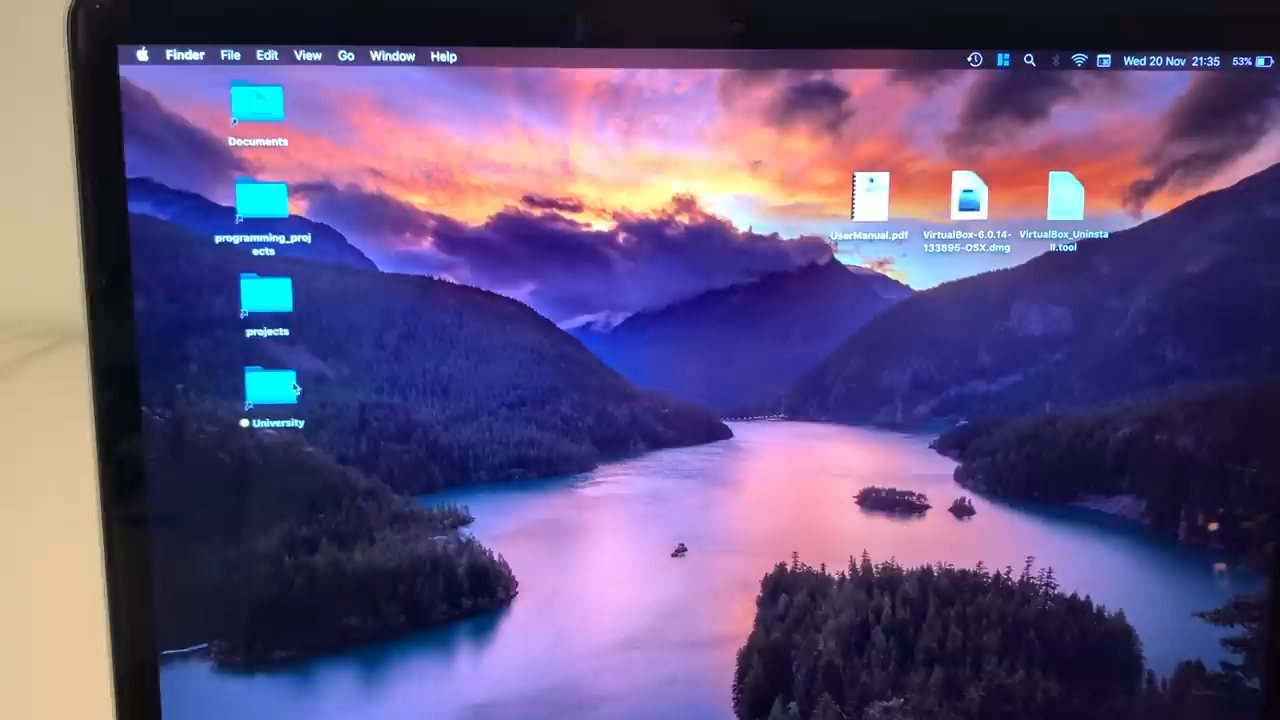 Finder File Edit View Go Window Help
Wed 20 Nov 21:35 53%
Documents
programming_proj
ects
projects
University
UserManual.pdf
VirtualBox-6.0.14-
133895-OSX.dmg
VirtualBox_Uninsta
ll.tool